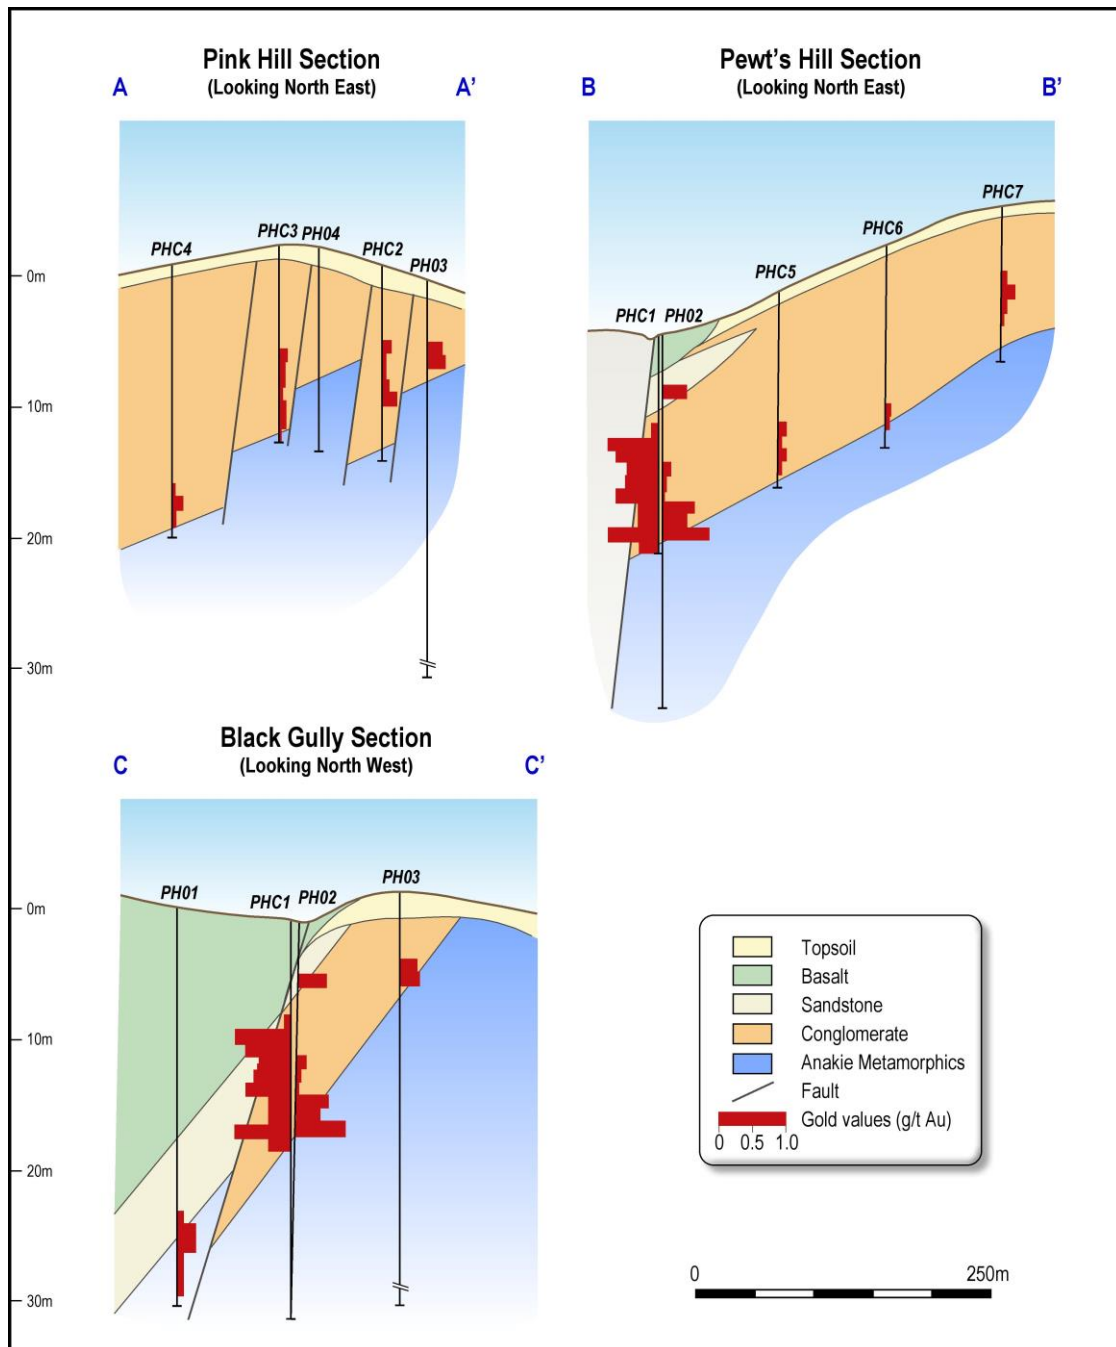 Pink Hill Section
(Looking North East)
A A'
PHC4 PHC3 PH04 PHC2 PH03
0m
10m
20m
30m
Pewt's Hill Section
(Looking North East)
B B'
PHC1 PH02 PHC5 PHC6 PHC7
Black Gully Section
(Looking North West)
C C'
PH01 PHC1 PH02 PH03
0m
10m
20m
30m
Topsoil
Basalt
Sandstone
Conglomerate
Anakie Metamorphics
Fault
Gold values (g/t Au)
0 0.5 1.0
0 250m